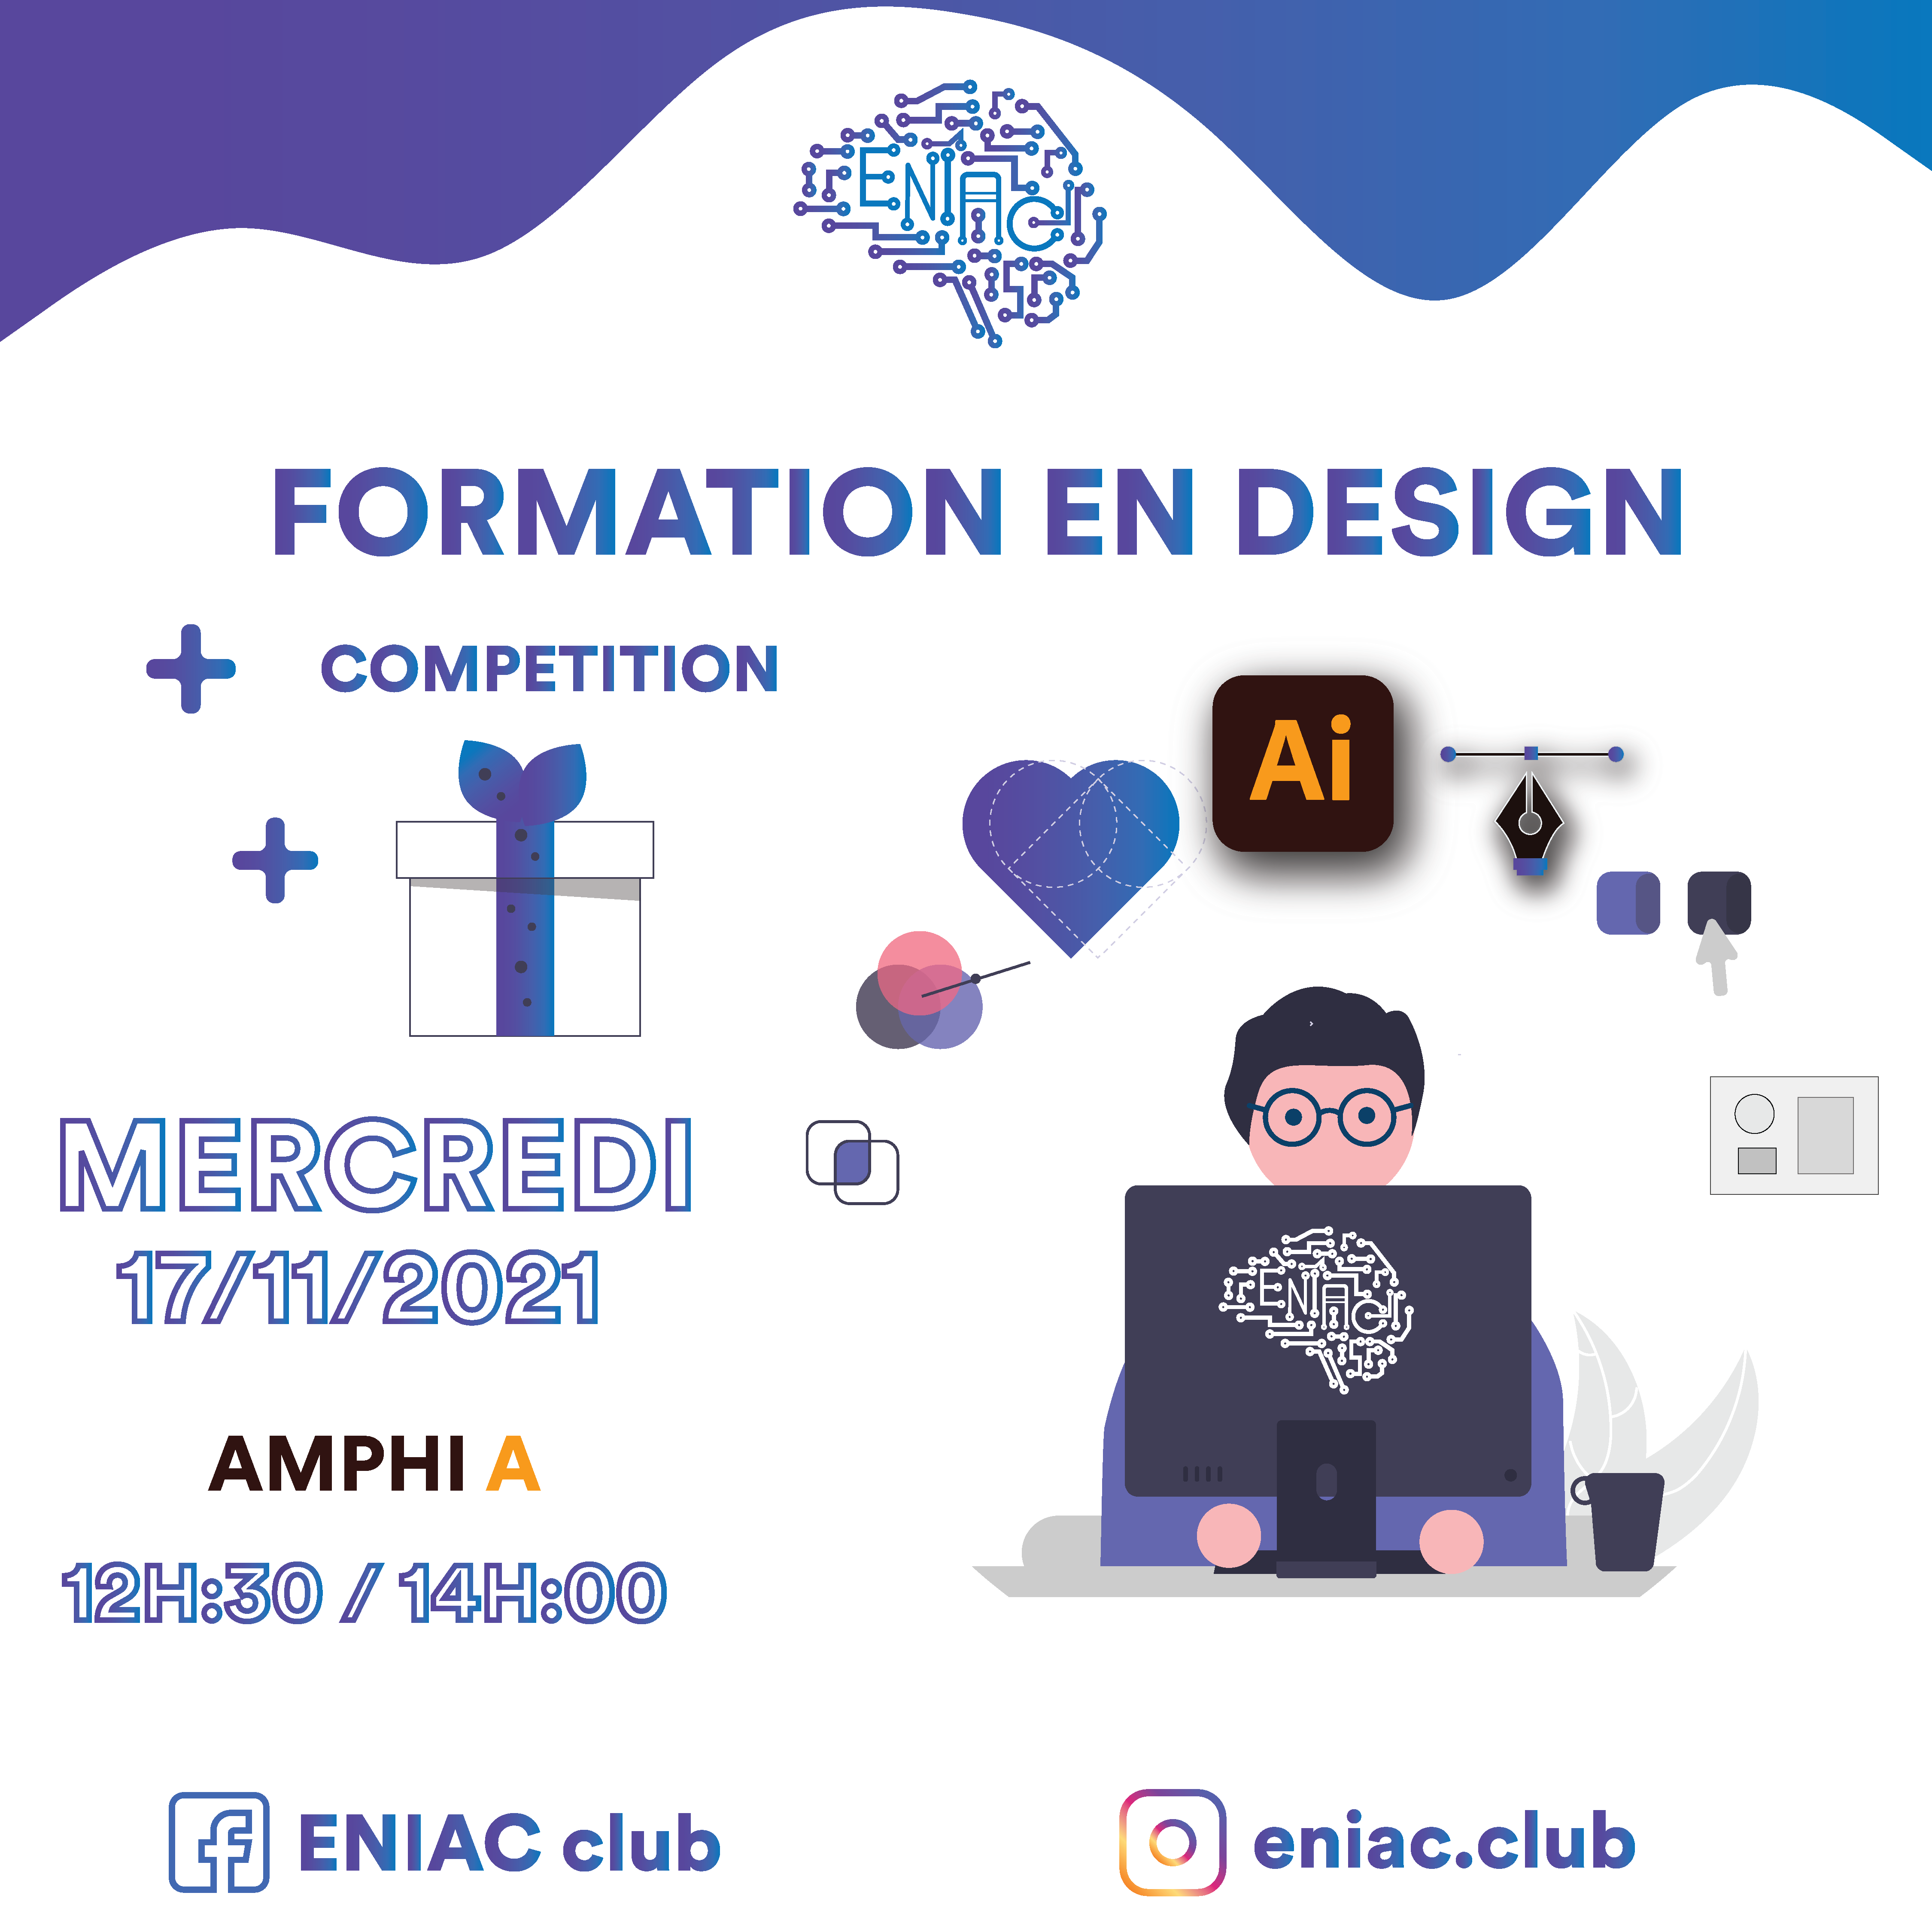 ENIAC
FORMATION EN DESIGN
COMPETITION
Ai
MERCREDI
17/11/2021
ENIAC
AMPHI A
12H:30 / 14H:00
ENIAC club
eniac.club